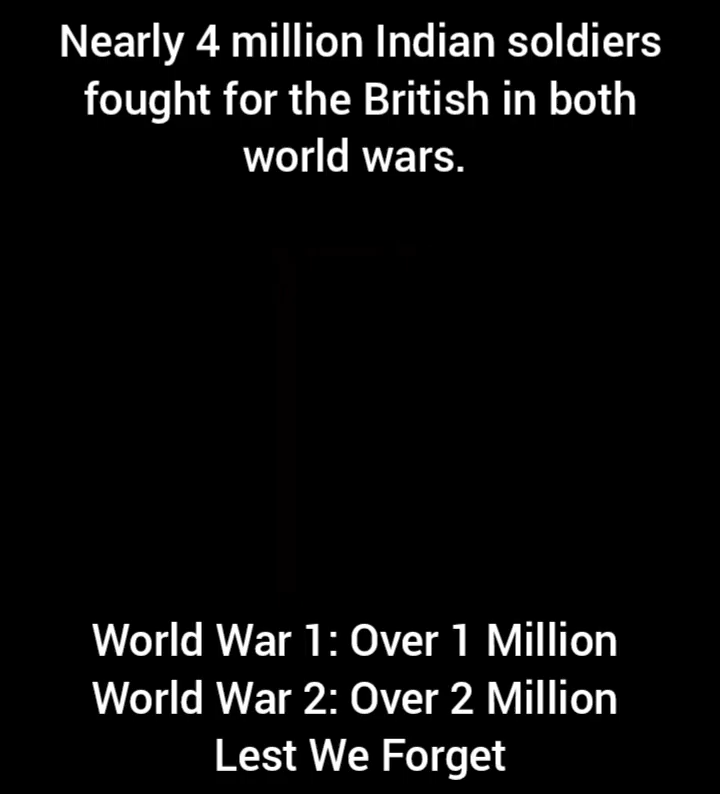 Nearly 4 million Indian soldiers
fought for the British in both
world wars.
World War 1: Over 1 Million
World War 2: Over 2 Million
Lest We Forget